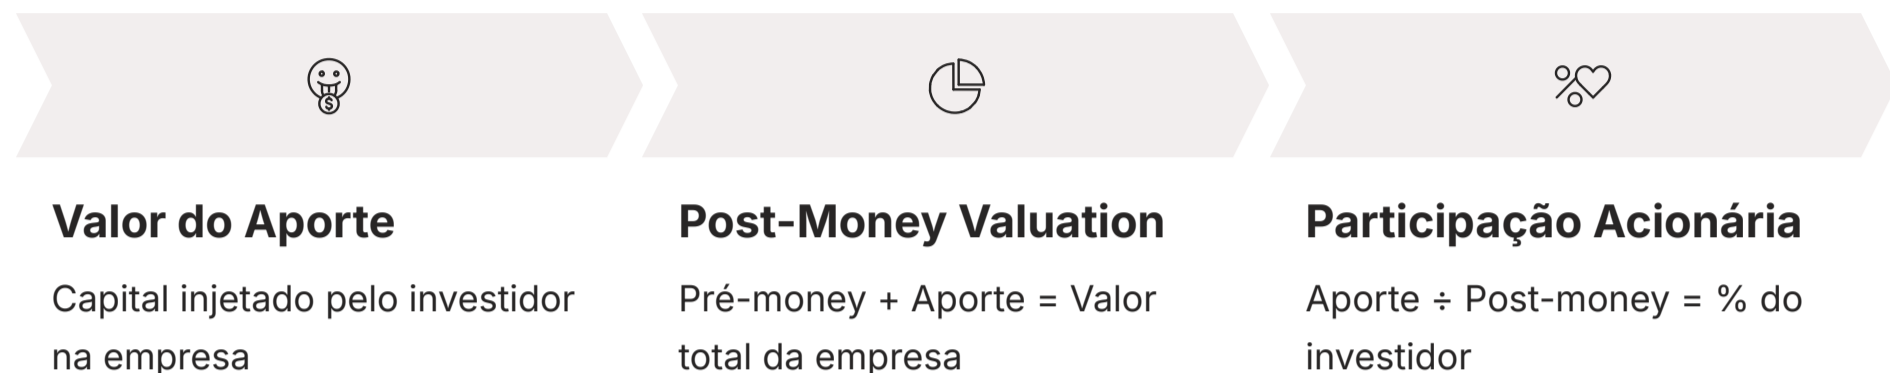 Valor do Aporte
Capital injetado pelo investidor
na empresa
Post-Money Valuation
Pré-money + Aporte = Valor
total da empresa
Participação Acionária
Aporte ÷ Post-money = % do
investidor